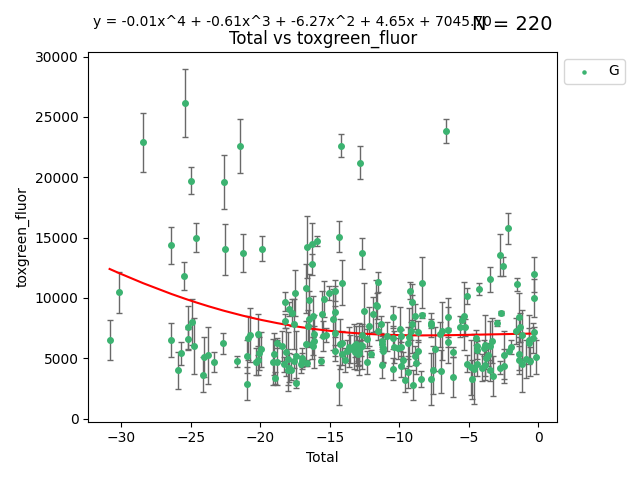 y = -0.01x^4 + -0.61x^3 + -6.27x^2 + 4.65x + 7045.70
N = 220
Total vs toxgreen_fluor
G
30000
25000
20000
15000
10000
5000
0
toxgreen_fluor
−30 −25 −20 −15 −10 −5 0
Total